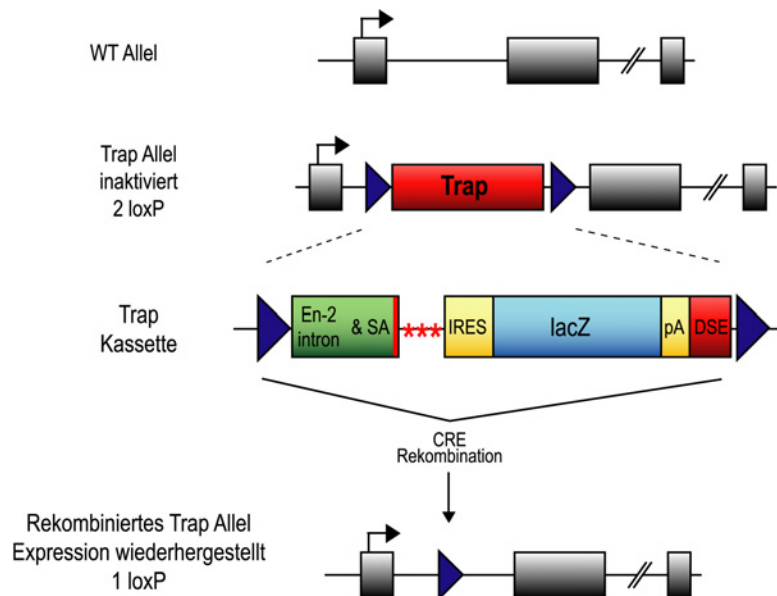 WT Allel
Trap Allel
inaktiviert
2 loxP
Trap
Trap
Kassette
En-2
intron
& SA
***
IRES
lacZ
pA
DSE
CRE
Rekombination
Rekombiniertes Trap Allel
Expression wiederhergestellt
1 loxP